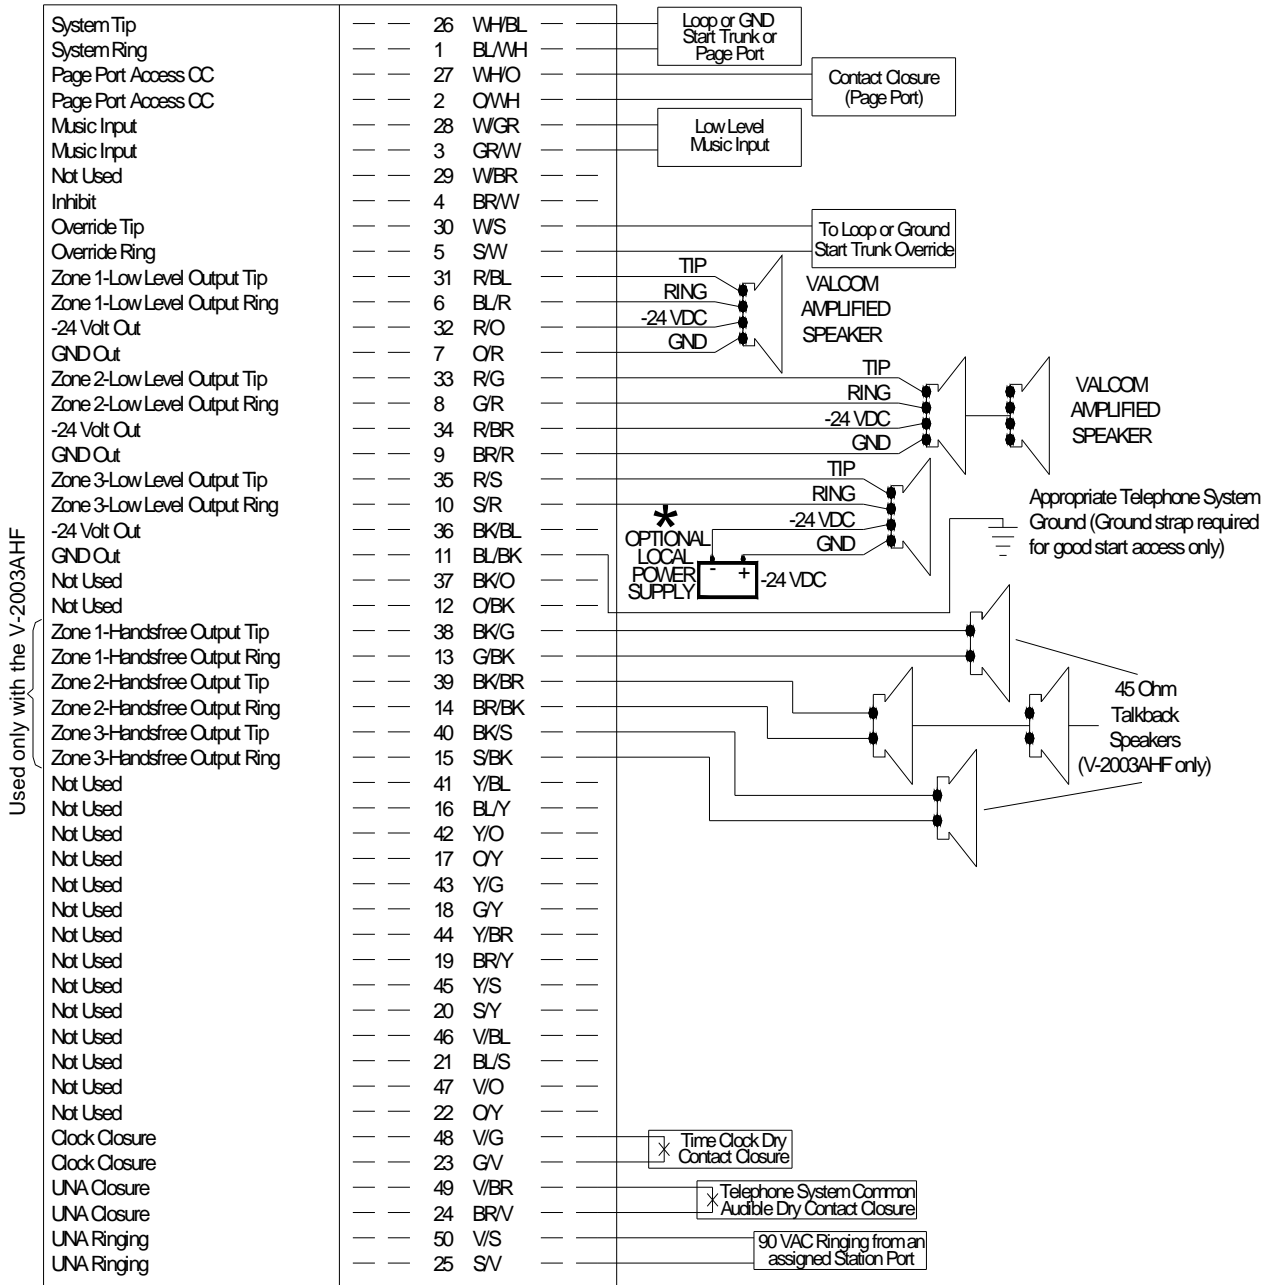 System Tip 26 WH/BL
System Ring 1 BL/WH
Page Port Access CC 27 WH/O
Page Port Access CC 2 O/WH
Music Input 28 W/GR
Music Input 3 GR/W
Not Used 29 W/BR
Inhibit 4 BR/W
Override Tip 30 W/S
Override Ring 5 S/W
Zone 1-Low Level Output Tip 31 R/BL
Zone 1-Low Level Output Ring 6 BL/R
-24 Volt Out 32 R/O
GND Out 7 O/R
Zone 2-Low Level Output Tip 33 R/G
Zone 2-Low Level Output Ring 8 G/R
-24 Volt Out 34 R/BR
GND Out 9 BR/R
Zone 3-Low Level Output Tip 35 R/S
Zone 3-Low Level Output Ring 10 S/R
-24 Volt Out 36 BK/BL
GND Out 11 BL/BK
Not Used 37 BK/O
Not Used 12 O/BK
Zone 1-Handsfree Output Tip 38 BK/G
Zone 1-Handsfree Output Ring 13 G/BK
Zone 2-Handsfree Output Tip 39 BK/BR
Zone 2-Handsfree Output Ring 14 BR/BK
Zone 3-Handsfree Output Tip 40 BK/S
Zone 3-Handsfree Output Ring 15 S/BK
Not Used 41 Y/BL
Not Used 16 BL/Y
Not Used 42 Y/O
Not Used 17 O/Y
Not Used 43 Y/G
Not Used 18 G/Y
Not Used 44 Y/BR
Not Used 19 BR/Y
Not Used 45 Y/S
Not Used 20 S/Y
Not Used 46 V/BL
Not Used 21 BL/S
Not Used 47 V/O
Not Used 22 O/Y
Clock Closure 48 V/G
Clock Closure 23 G/V
UNA Closure 49 V/BR
UNA Closure 24 BR/V
UNA Ringing 50 V/S
UNA Ringing 25 S/V
Used only with the V-2003AHF
Loop or GND
Start Trunk or
Page Port
Contact Closure
(Page Port)
Low Level
Music Input
To Loop or Ground
Start Trunk Override
TIP
RING
-24 VDC
GND
VALCOM
AMPLIFIED
SPEAKER
TIP
RING
-24 VDC
GND
VALCOM
AMPLIFIED
SPEAKER
TIP
RING
-24 VDC
GND
*
OPTIONAL
LOCAL
POWER
SUPPLY
- +
-24 VDC
Appropriate Telephone System
Ground (Ground strap required
for good start access only)
45 Ohm
Talkback
Speakers
(V-2003AHF only)
Time Clock Dry
Contact Closure
Telephone System Common
Audible Dry Contact Closure
90 VAC Ringing from an
assigned Station Port